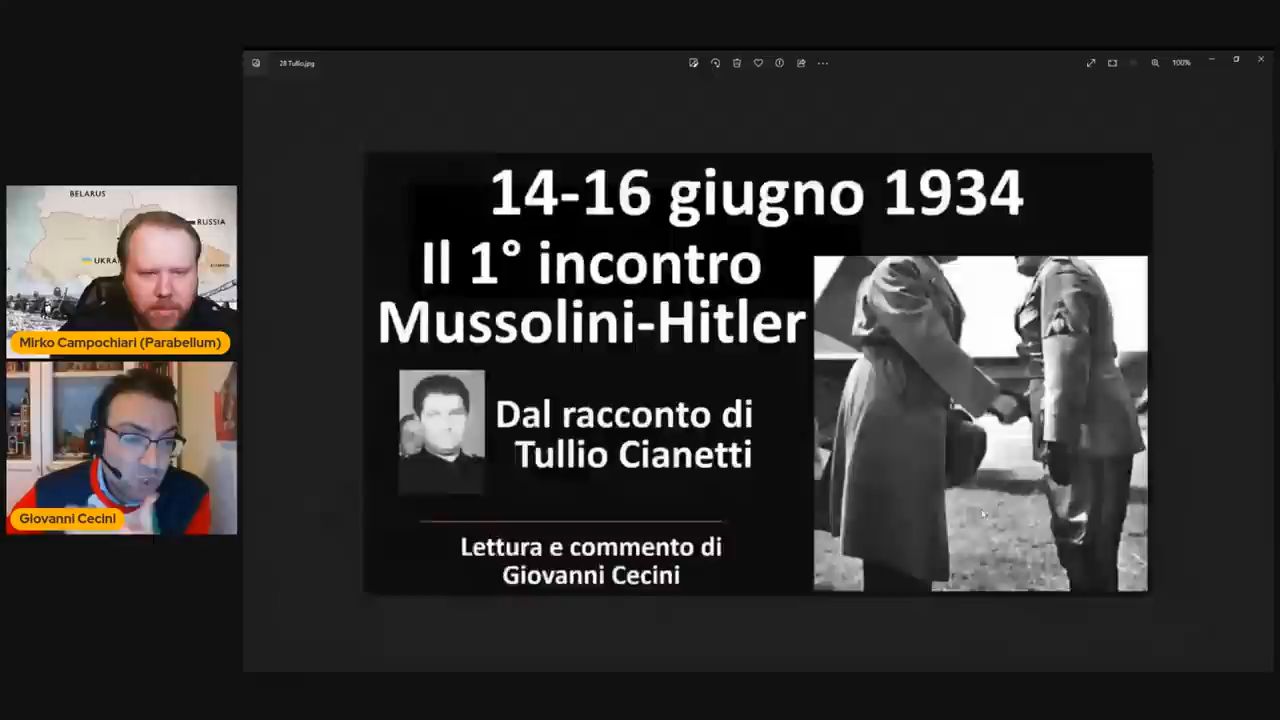 28 Tullio.jpg
100%
BELARUS
RUSSIA
UKRA
Mirko Campochiari (Parabellum)
Giovanni Cecini
14-16 giugno 1934
Il 1° incontro
Mussolini-Hitler
Dal racconto di
Tullio Cianetti
Lettura e commento di
Giovanni Cecini